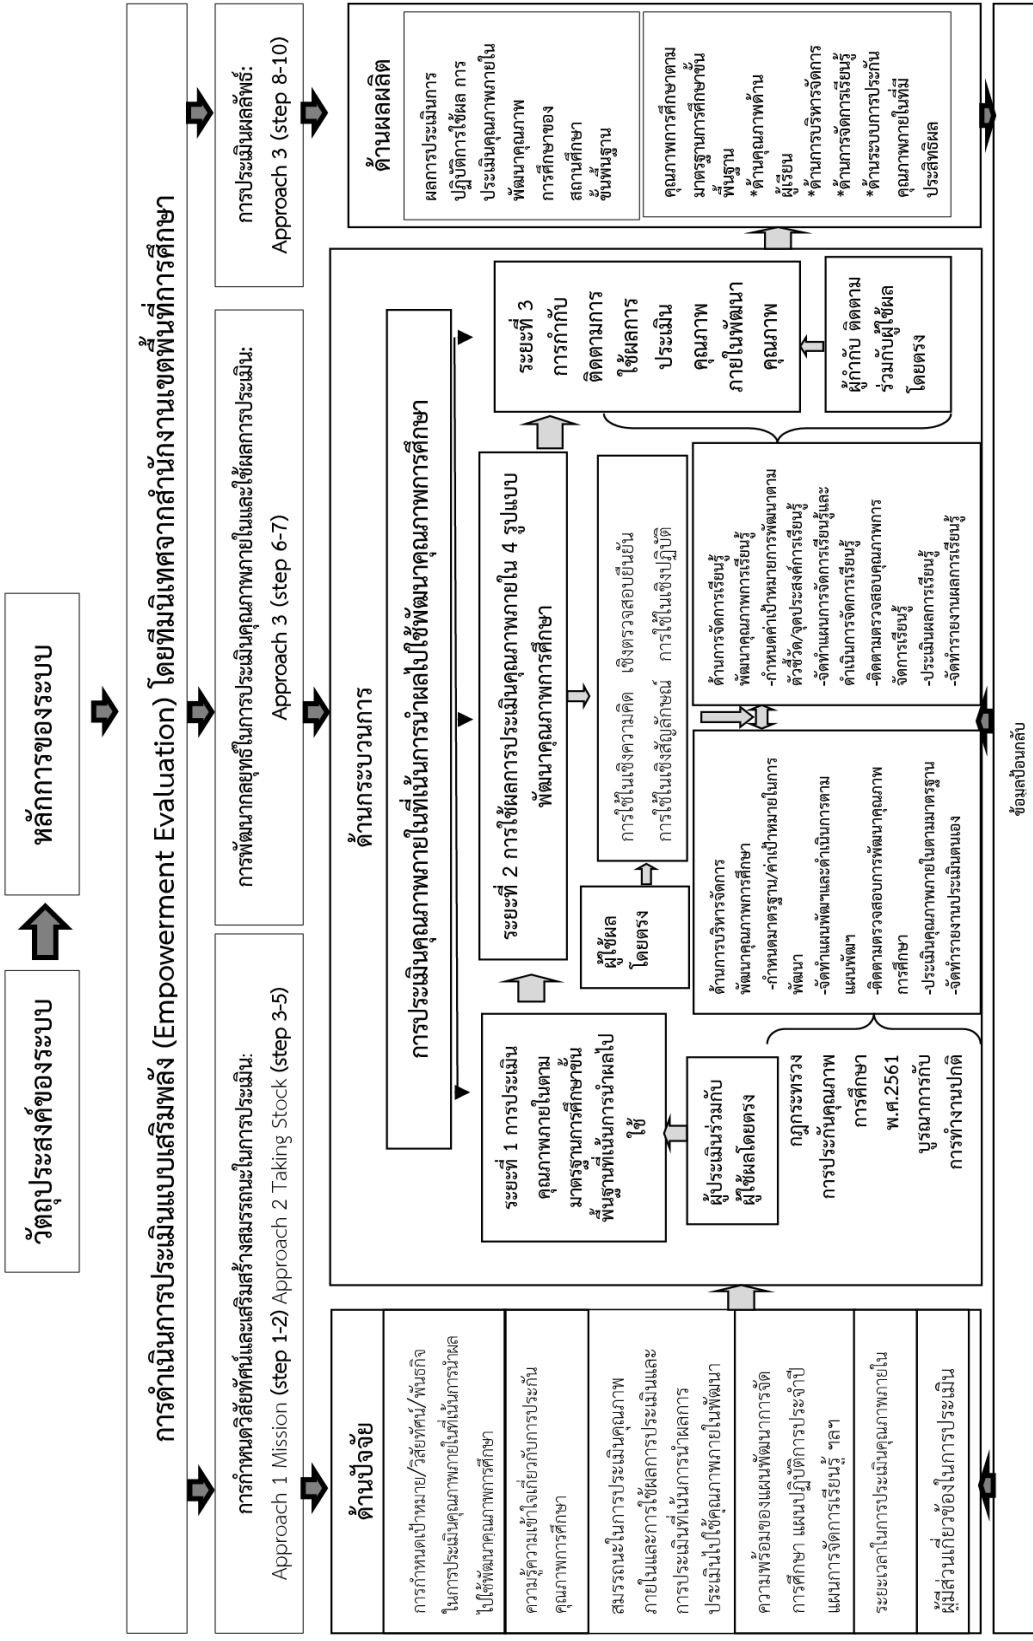 วัตถุประสงค์ของระบบ
หลักการของระบบ
การดำเนินการประเมินแบบเสริมพลัง (Empowerment Evaluation) โดยทีมนิเทศจากสำนักงานเขตพื้นที่การศึกษา
การกำหนดวิสัยทัศน์และเสริมสร้างสมรรถนะในการประเมิน:
Approach 1 Mission (step 1-2) Approach 2 Taking Stock (step 3-5)
การพัฒนากลยุทธ์ในการประเมินคุณภาพภายในและใช้ผลการประเมิน:
Approach 3 (step 6-7)
การประเมินผลลัพธ์:
Approach 3 (step 8-10)
ด้านปัจจัย
การกำหนดเป้าหมาย/วิสัยทัศน์/พันธกิจ
ในการประเมินคุณภาพภายในที่เน้นการนำผล
ไปใช้พัฒนาคุณภาพการศึกษา
ความรู้ความเข้าใจเกี่ยวกับการประกัน
คุณภาพการศึกษา
สมรรถนะในการประเมินคุณภาพ
ภายในและการใช้ผลการประเมินและ
การประเมินที่เน้นการนำผลการ
ประเมินไปใช้คุณภาพภายในพัฒนา
ความพร้อมของแผนพัฒนาการจัด
การศึกษา แผนปฏิบัติการประจำปี
แผนการจัดการเรียนรู้ ฯลฯ
ระยะเวลาในการประเมินคุณภาพภายใน
ผู้มีส่วนเกี่ยวข้องในการประเมิน
ด้านกระบวนการ
การประเมินคุณภาพภายในที่เน้นการนำผลไปใช้พัฒนาคุณภาพการศึกษา
ระยะที่ 1 การประเมิน
คุณภาพภายในตาม
มาตรฐานการศึกษาขั้น
พื้นฐานที่เน้นการนำผลไป
ใช้
ผู้ประเมินร่วมกับ
ผู้ใช้ผลโดยตรง
กฎกระทรวง
การประกันคุณภาพ
การศึกษา
พ.ศ.2561
บูรณาการกับ
การทำงานปกติ
ระยะที่ 2 การใช้ผลการประเมินคุณภาพภายใน 4 รูปแบบ
พัฒนาคุณภาพการศึกษา
ผู้ใช้ผล
โดยตรง
การใช้ในเชิงความคิด เชิงตรวจสอบยืนยัน
การใช้ในเชิงสัญลักษณ์ การใช้ในเชิงปฏิบัติ
ด้านการบริหารจัดการ
พัฒนาคุณภาพการศึกษา
-กำหนดมาตรฐาน/ค่าเป้าหมายในการ
พัฒนา
-จัดทำแผนพัฒฯและดำเนินการตาม
แผนพัฒฯ
-ติดตามตรวจสอบการพัฒนาคุณภาพ
การศึกษา
-ประเมินคุณภาพภายในตามมาตรฐาน
-จัดทำรายงานประเมินตนเอง
ด้านการจัดการเรียนรู้
พัฒนาคุณภาพการเรียนรู้
-กำหนดค่าเป้าหมายการพัฒนาตาม
ตัวชี้วัด/จุดประสงค์การเรียนรู้
-จัดทำแผนการจัดการเรียนรู้และ
ดำเนินการจัดการเรียนรู้
-ติดตามตรวจสอบคุณภาพการ
จัดการเรียนรู้
-ประเมินผลการเรียนรู้
-จัดทำรายงานผลการเรียนรู้
ระยะที่ 3
การกำกับ
ติดตามการ
ใช้ผลการ
ประเมิน
คุณภาพ
ภายในพัฒนา
คุณภาพ
ผู้กำกับ ติดตาม
ร่วมกับผู้ใช้ผล
โดยตรง
ด้านผลผลิต
ผลการประเมินการ
ปฏิบัติการใช้ผล การ
ประเมินคุณภาพภายใน
พัฒนาคุณภาพ
การศึกษาของ
สถานศึกษา
ขั้นพื้นฐาน
คุณภาพการศึกษาตาม
มาตรฐานการศึกษาขั้น
พื้นฐาน
*ด้านคุณภาพด้าน
ผู้เรียน
*ด้านการบริหารจัดการ
*ด้านการจัดการเรียนรู้
*ด้านระบบการประกัน
คุณภาพภายในที่มี
ประสิทธิผล
ข้อมูลป้อนกลับ